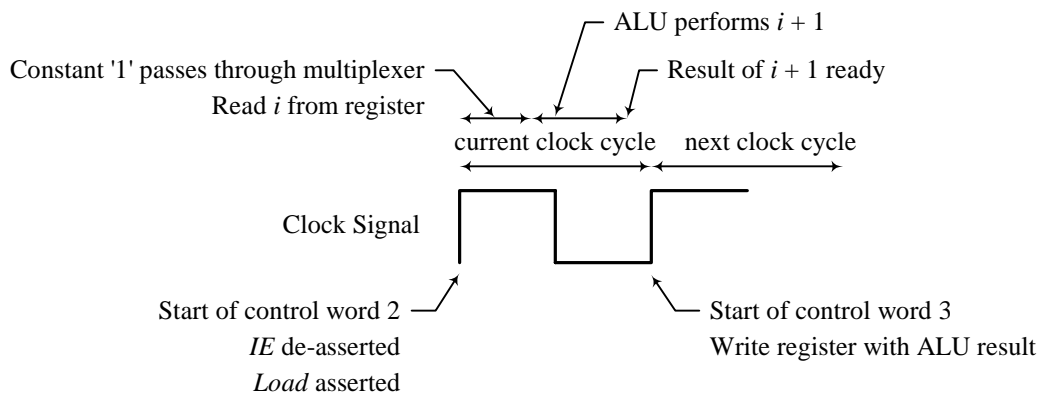 ALU performs i + 1
Constant '1' passes through multiplexer
Read i from register
Result of i + 1 ready
current clock cycle
next clock cycle
Clock Signal
Start of control word 2
IE de-asserted
Load asserted
Start of control word 3
Write register with ALU result